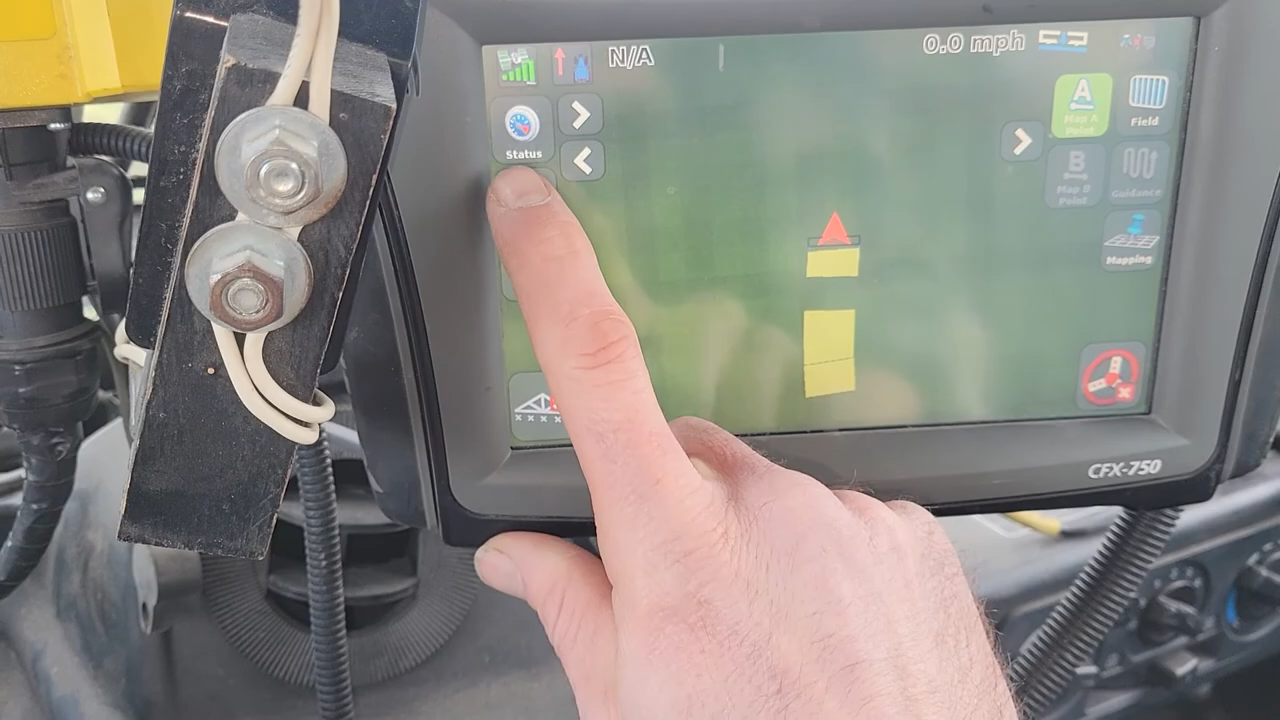 N/A
0.0 mph
Status
A
Map A
Point
Field
B
Map B
Point
Guidance
Mapping
CFX-750